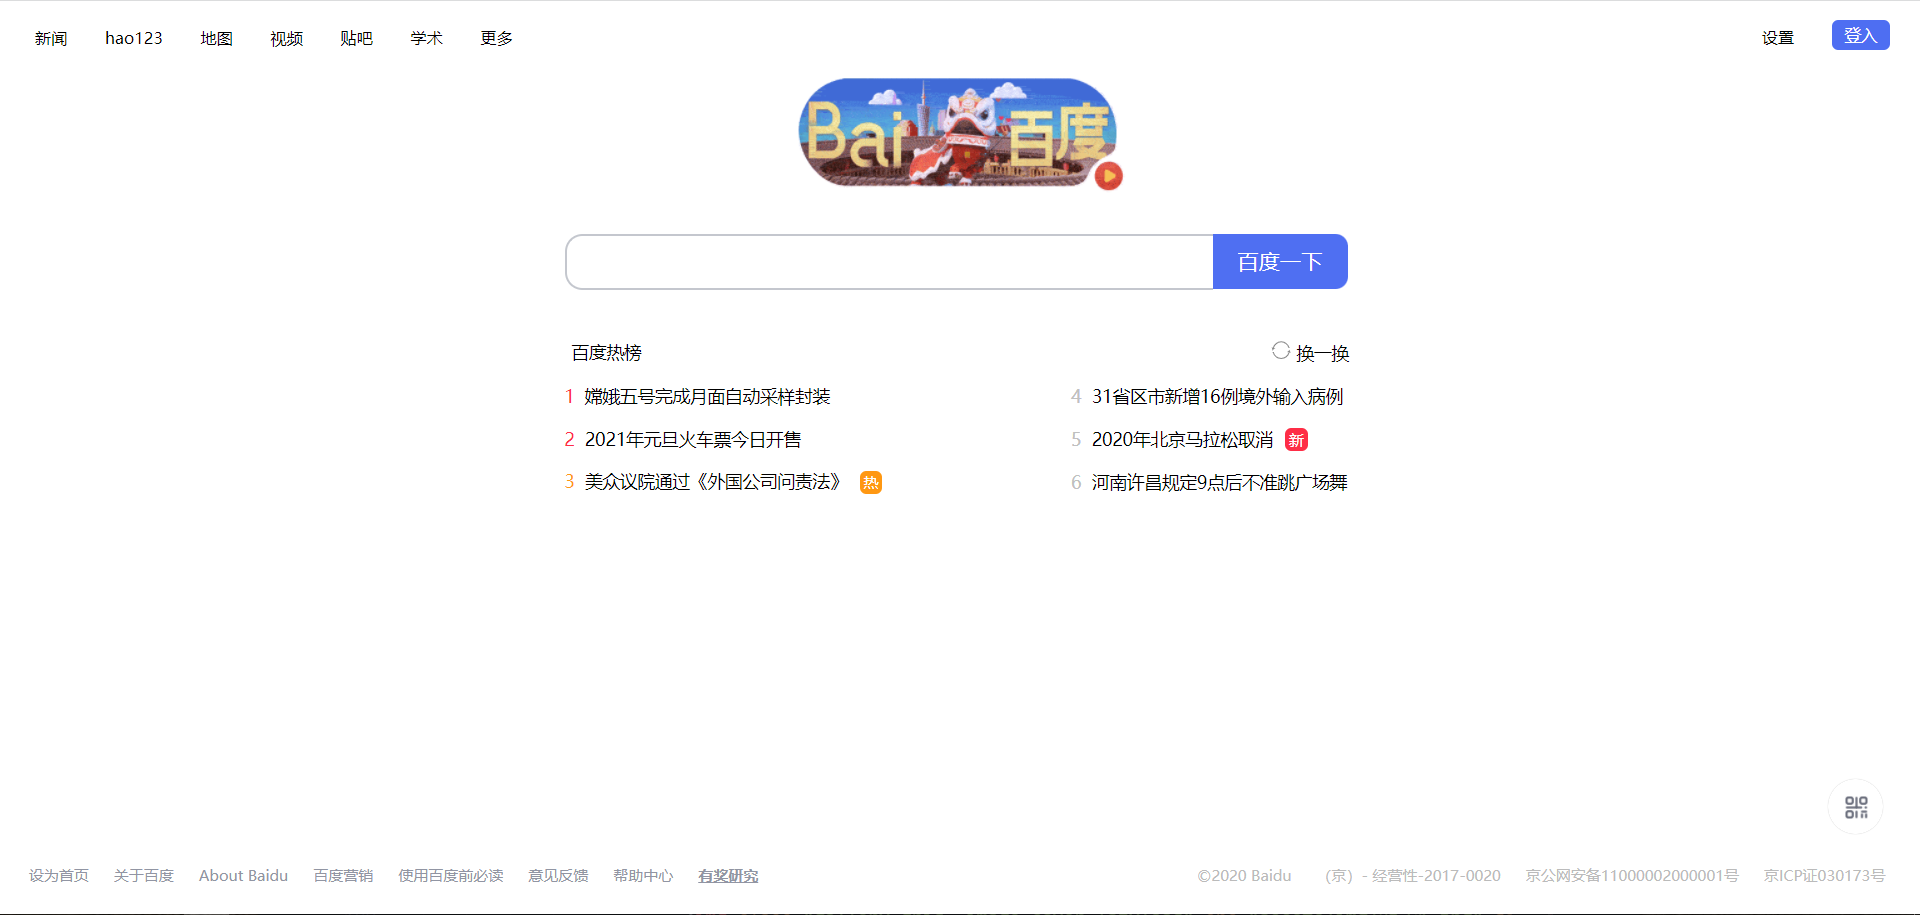 新闻 hao123 地图 视频 贴吧 学术 更多 设置 登入
Bai 百度
百度一下
百度热榜 换一换
1 嫦娥五号完成月面自动采样封装
2 2021年元旦火车票今日开售
3 美众议院通过《外国公司问责法》 热
4 31省区市新增16例境外输入病例
5 2020年北京马拉松取消 新
6 河南许昌规定9点后不准跳广场舞
设为首页 关于百度 About Baidu 百度营销 使用百度前必读 意见反馈 帮助中心 有奖研究 ©2020 Baidu （京）- 经营性-2017-0020 京公网安备11000002000001号 京ICP证030173号